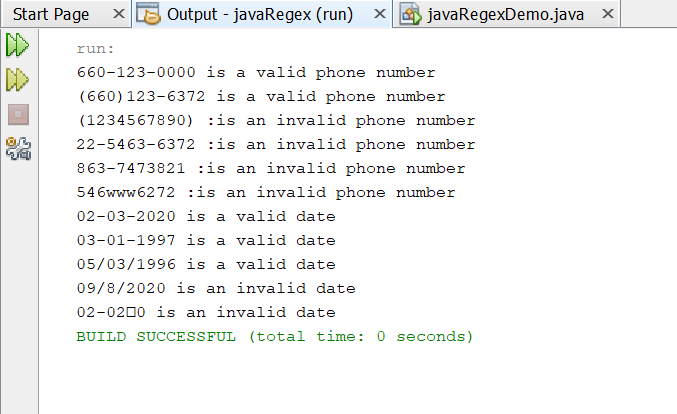 Start Page
Output - javaRegex (run)
javaRegexDemo.java
run:
660-123-0000 is a valid phone number
(660)123-6372 is a valid phone number
(1234567890) :is an invalid phone number
22-5463-6372 :is an invalid phone number
863-7473821 :is an invalid phone number
546www6272 :is an invalid phone number
02-03-2020 is a valid date
03-01-1997 is a valid date
05/03/1996 is a valid date
09/8/2020 is an invalid date
02-02□0 is an invalid date
BUILD SUCCESSFUL (total time: 0 seconds)